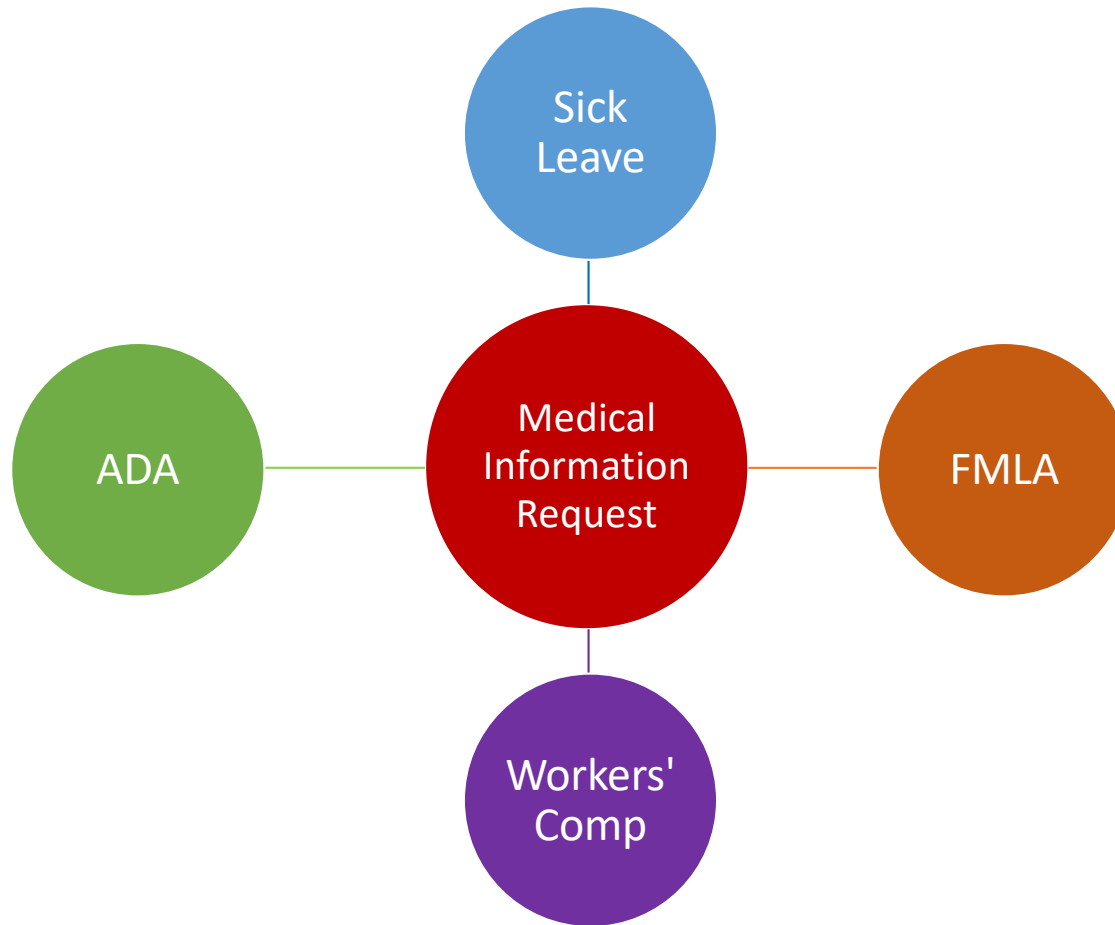 Sick
Leave
Medical
Information
Request
ADA
FMLA
Workers'
Comp